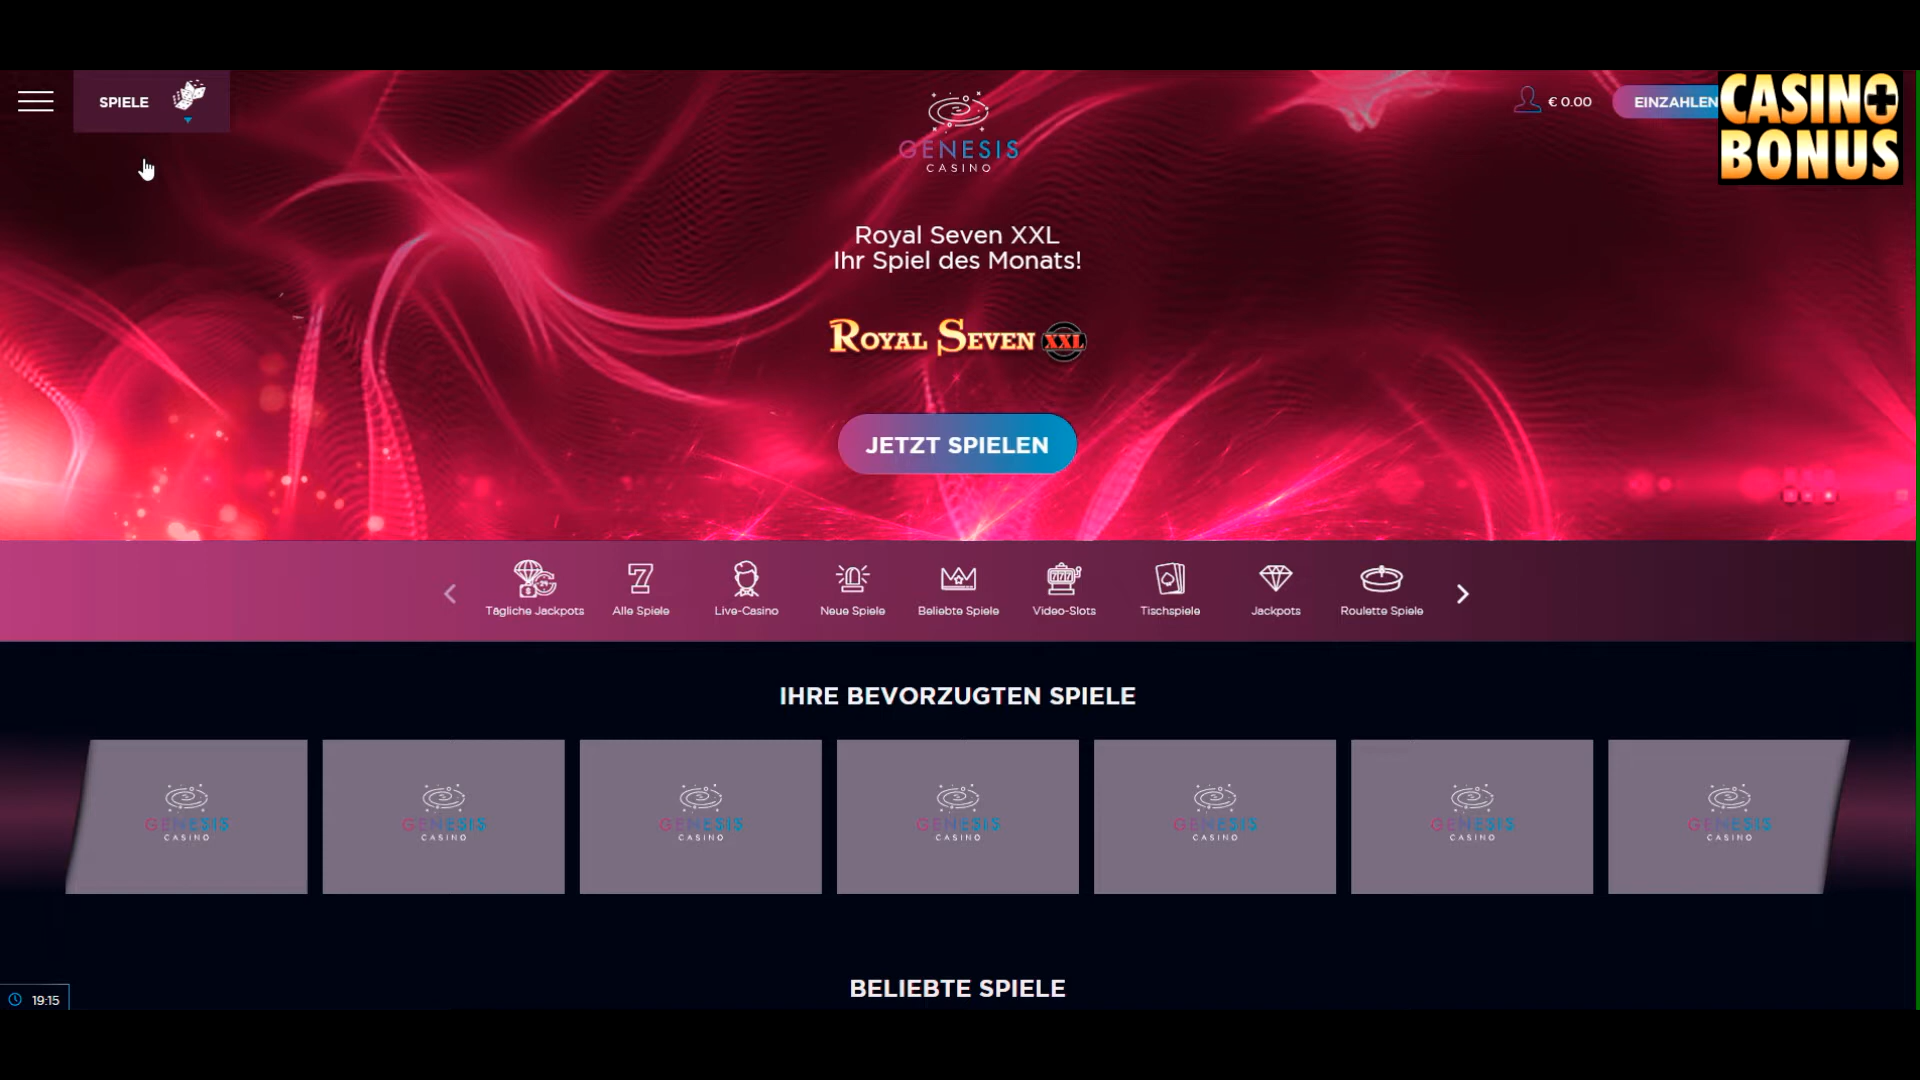 SPIELE
GENESIS
CASINO
€ 0.00
EINZAHLEN
CASINO
BONUS
Royal Seven XXL
Ihr Spiel des Monats!
ROYAL SEVEN XXL
JETZT SPIELEN
Tägliche Jackpots
Alle Spiele
Live-Casino
Neue Spiele
Beliebte Spiele
Video-Slots
Tischspiele
Jackpots
Roulette Spiele
IHRE BEVORZUGTEN SPIELE
GENESIS
CASINO
GENESIS
CASINO
GENESIS
CASINO
GENESIS
CASINO
GENESIS
CASINO
GENESIS
CASINO
GENESIS
CASINO
BELIEBTE SPIELE
19:15